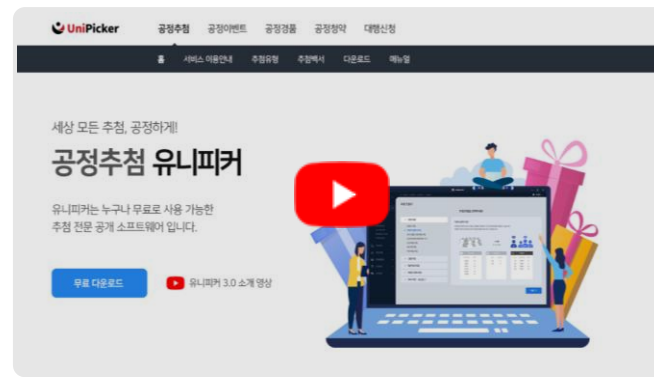 UniPicker
공정추첨 공정이벤트 공정경품 공정청약 대행신청
홈 서비스 이용안내 추첨유형 추첨백서 다운로드 매뉴얼
세상 모든 추첨, 공정하게!
공정추첨 유니피커
유니피커는 누구나 무료로 사용 가능한
추첨 전문 공개 소프트웨어 입니다.
무료 다운로드 유니피커 3.0 소개 영상